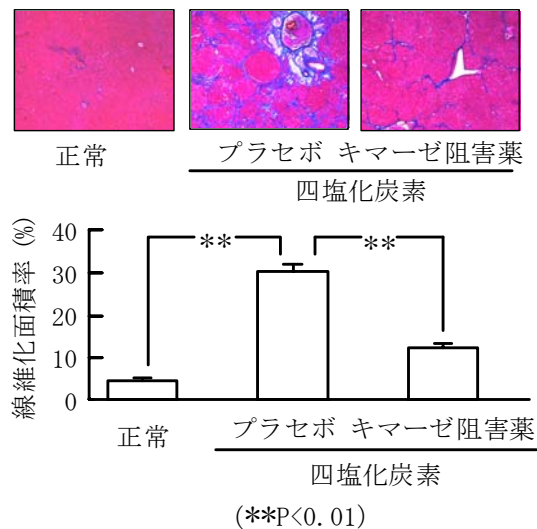 正常
プラセボ キマーゼ阻害薬
四塩化炭素
線維化面積率 (%)
40
30
20
10
0
** **
正常
プラセボ キマーゼ阻害薬
四塩化炭素
(**P<0.01)